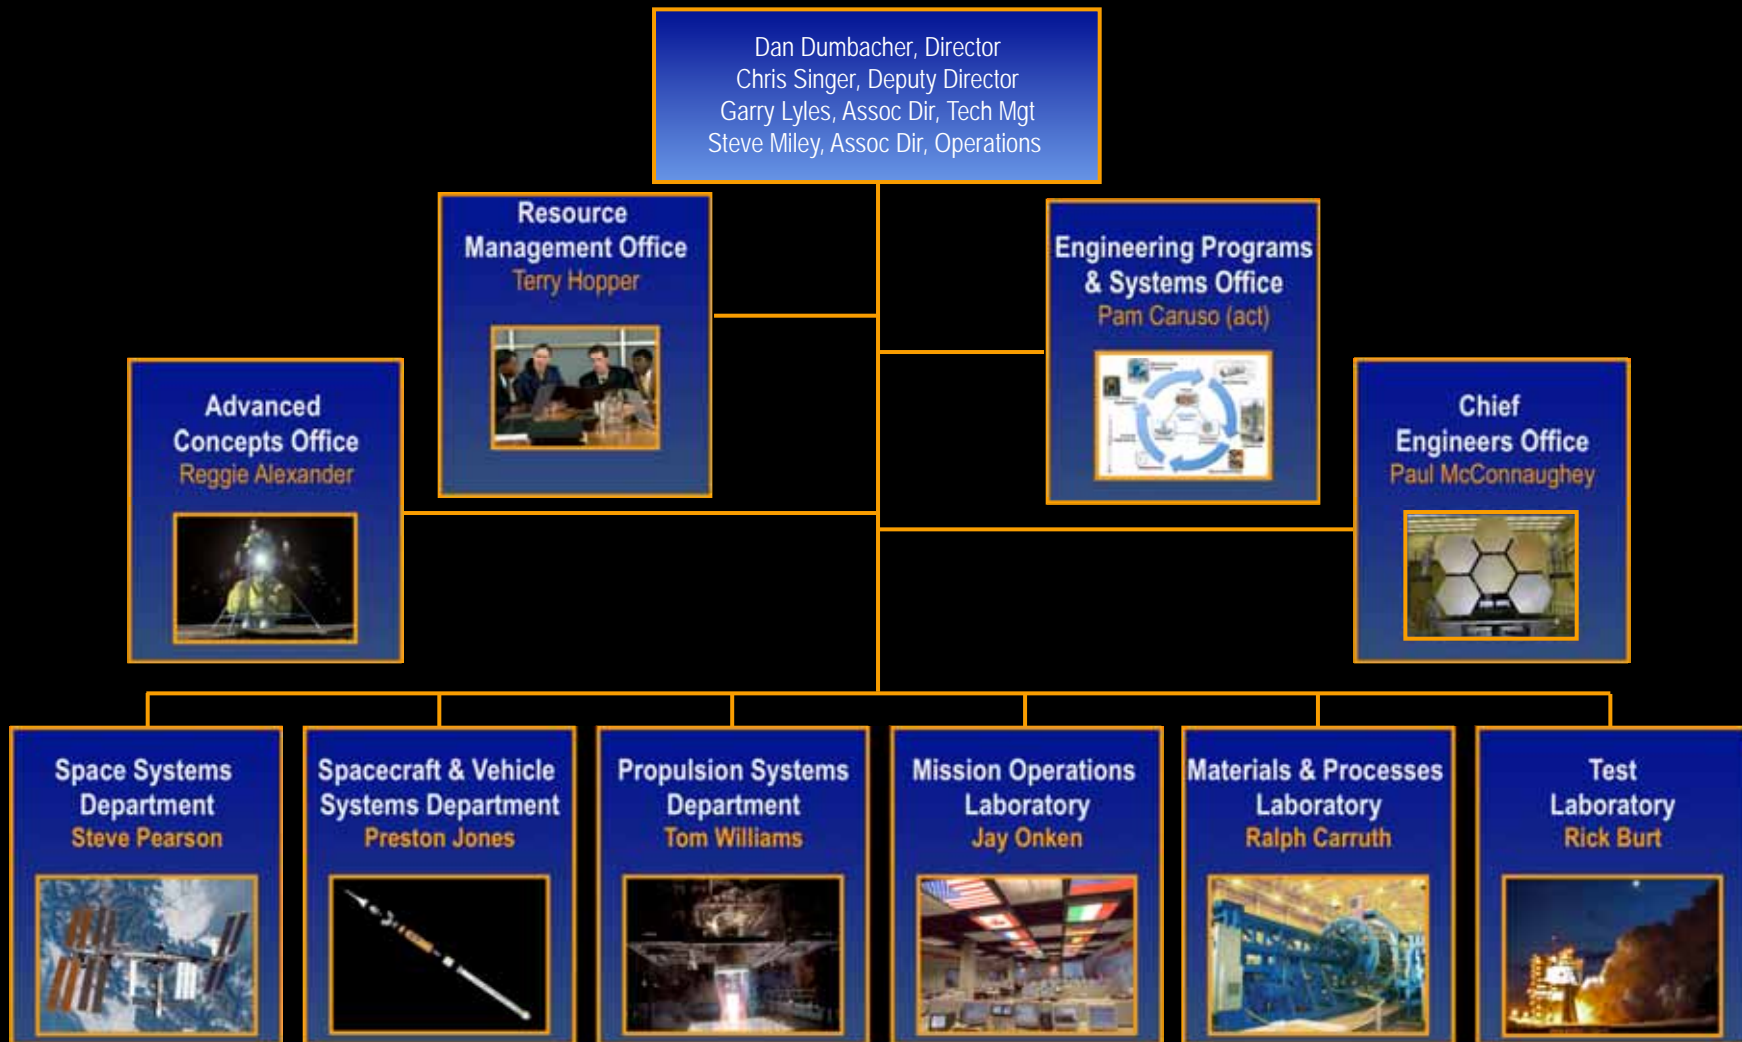 Dan Dumbacher, Director
Chris Singer, Deputy Director
Garry Lyles, Assoc Dir, Tech Mgt
Steve Miley, Assoc Dir, Operations
Resource
Management Office
Terry Hopper
Engineering Programs
& Systems Office
Pam Caruso (act)
Advanced
Concepts Office
Reggie Alexander
Chief
Engineers Office
Paul McConnaughey
Space Systems
Department
Steve Pearson
Spacecraft & Vehicle
Systems Department
Preston Jones
Propulsion Systems
Department
Tom Williams
Mission Operations
Laboratory
Jay Onken
Materials & Processes
Laboratory
Ralph Carruth
Test
Laboratory
Rick Burt